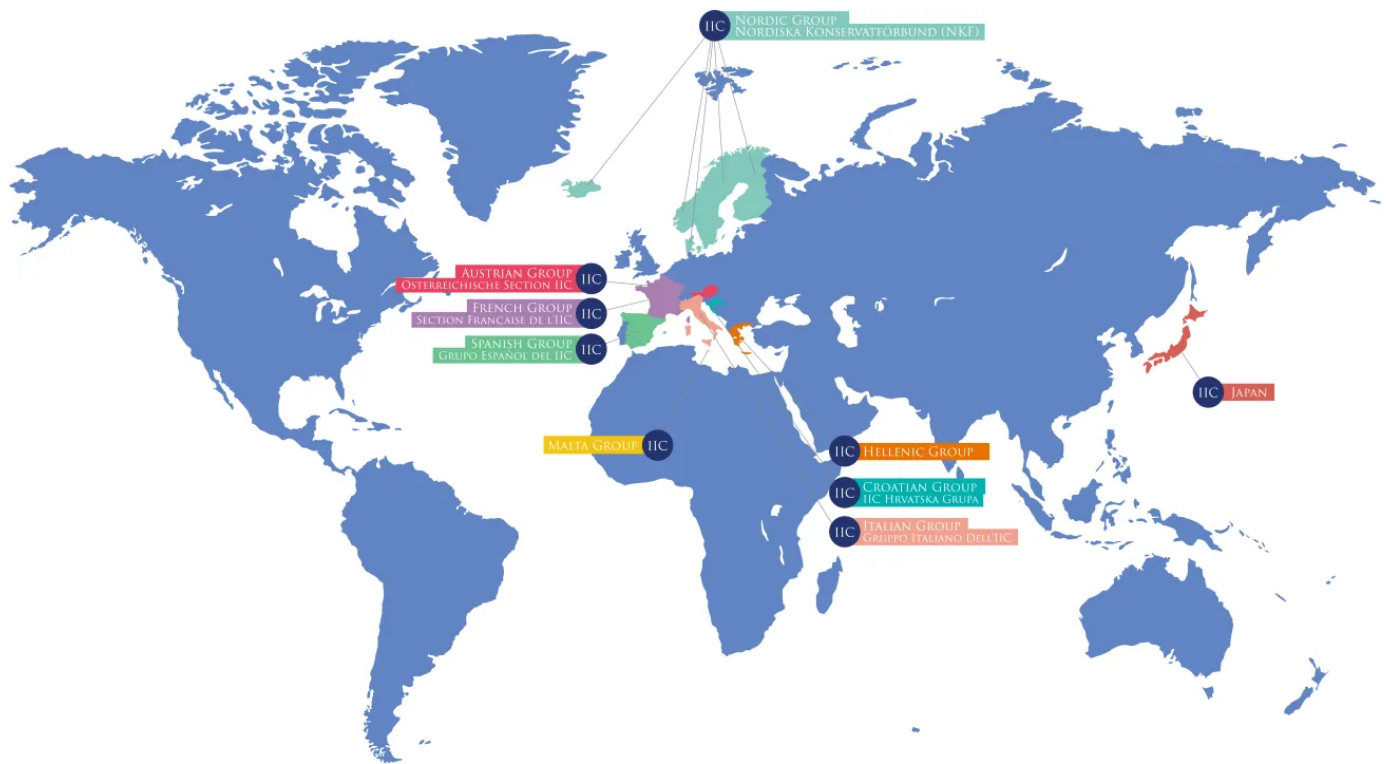 IIC
Nordic Group
Nordiska Konservatförbund (NKF)
Austrian Group
Osterreichische Section IIC
IIC
French Group
Section Francaise de l'IIC
IIC
Spanish Group
Grupo Español del IIC
IIC
IIC
Japan
Malta Group
IIC
IIC
Hellenic Group
IIC
Croatian Group
IIC Hrvatska Grupa
IIC
Italian Group
Gruppo Italiano Dell'IIC